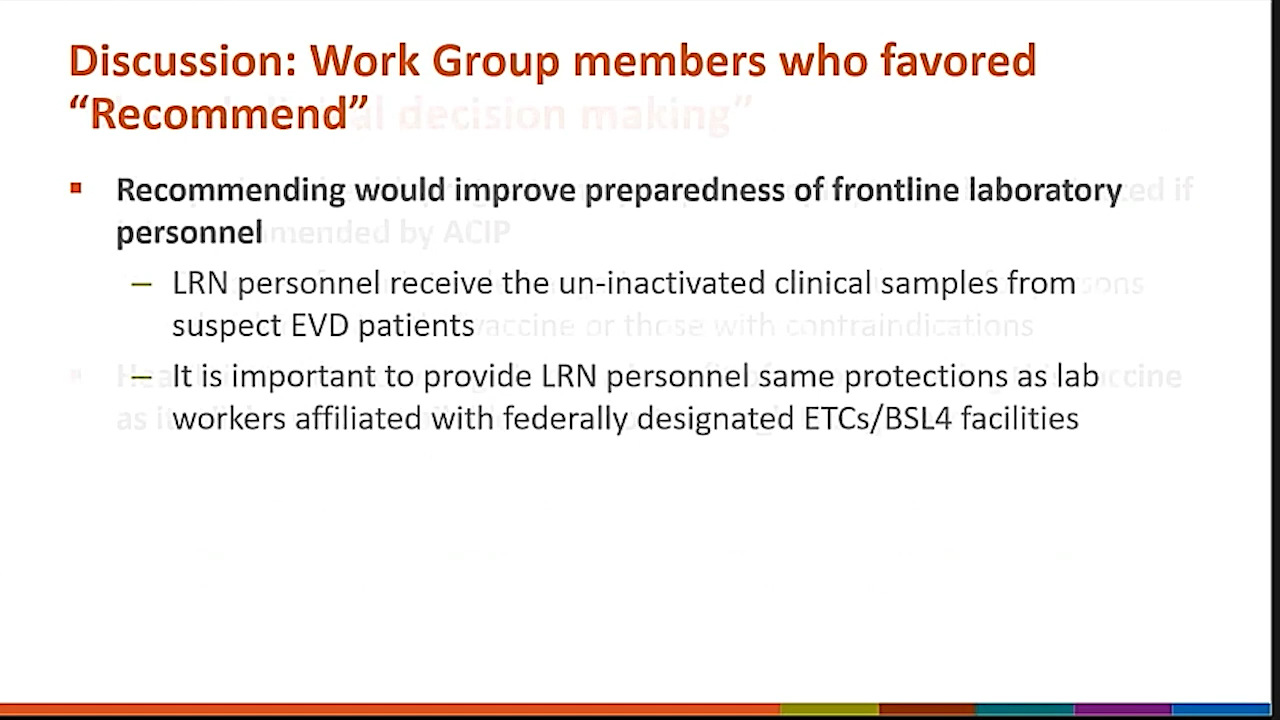 Discussion: Work Group members who favored
“Recommend”
Recommending would improve preparedness of frontline laboratory
personnel
– LRN personnel receive the un-inactivated clinical samples from
suspect EVD patients
– It is important to provide LRN personnel same protections as lab
workers affiliated with federally designated ETCs/BSL4 facilities